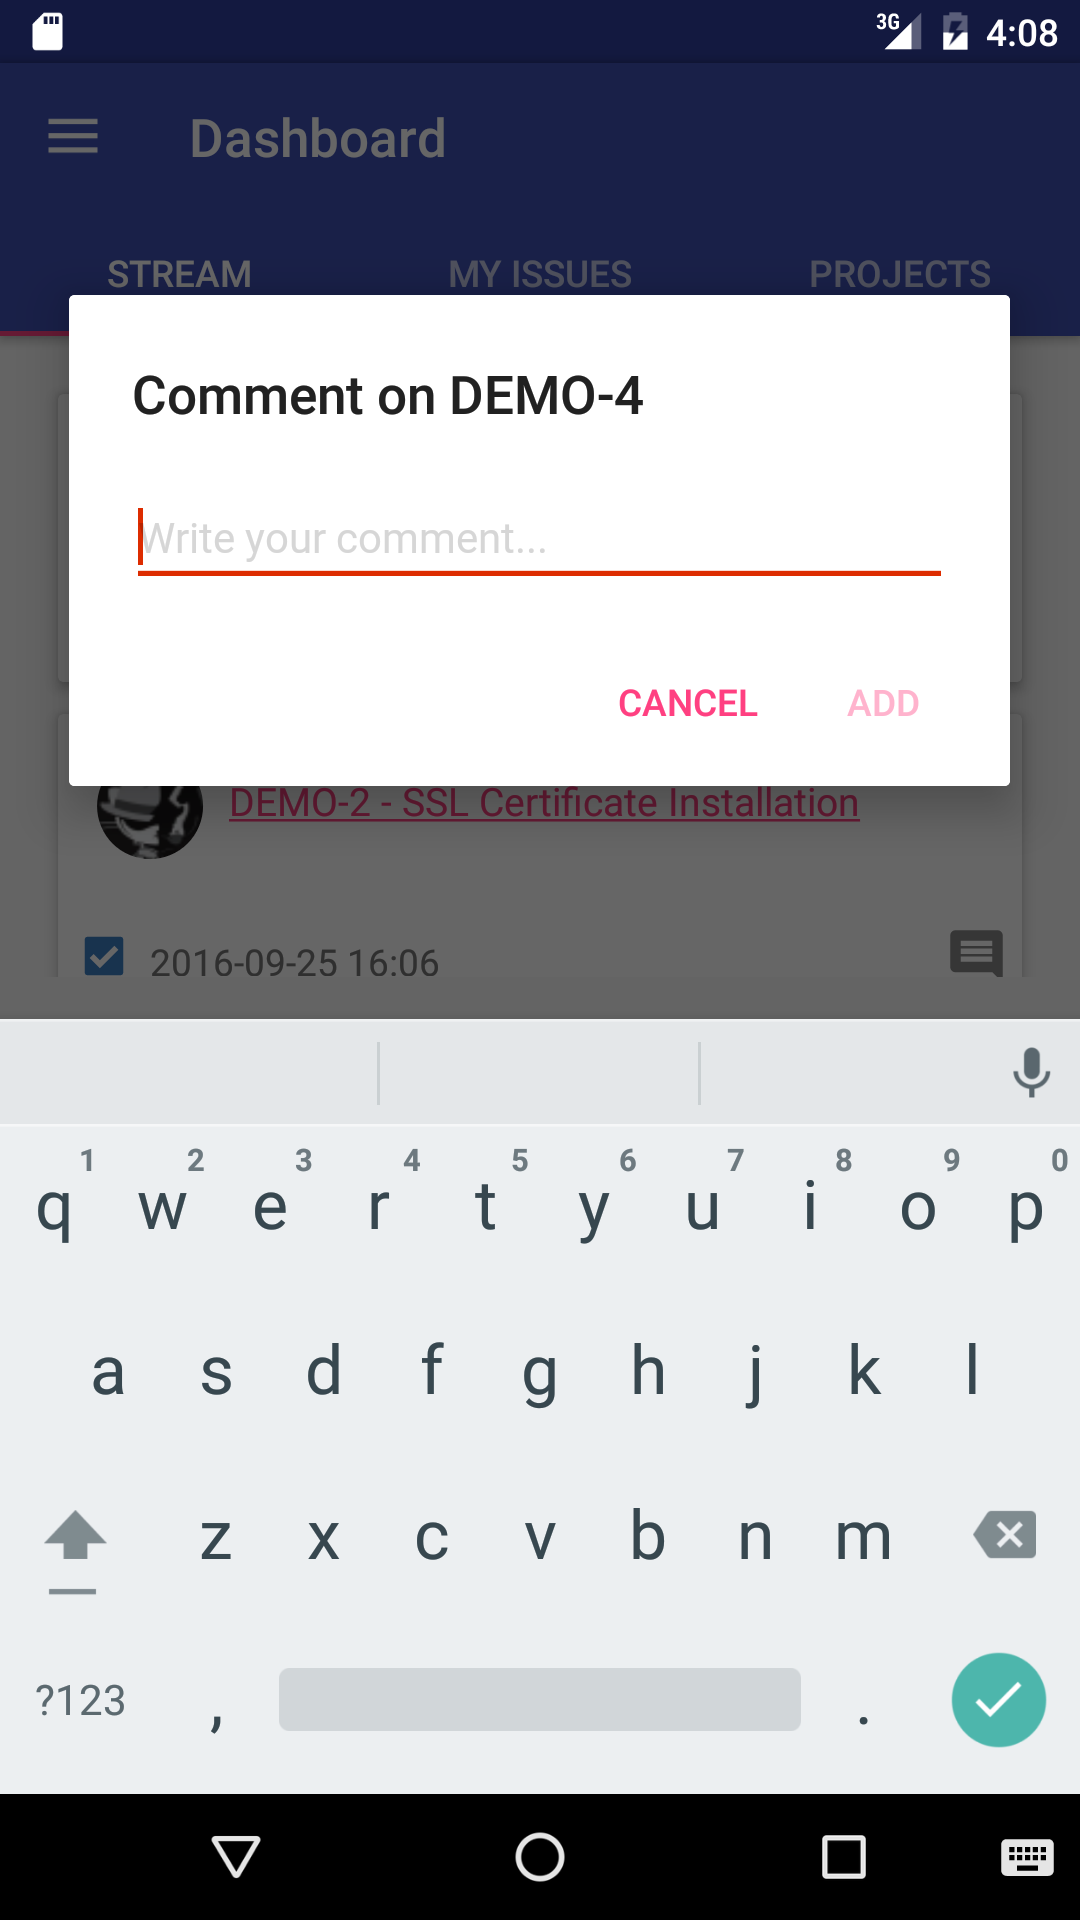 3G 4:08
Dashboard
STREAM MY ISSUES PROJECTS
Comment on DEMO-4
Write your comment...
CANCEL ADD
DEMO-2 - SSL Certificate Installation
2016-09-25 16:06
1 2 3 4 5 6 7 8 9 0
q w e r t y u i o p
a s d f g h j k l
z x c v b n m
?123 , .